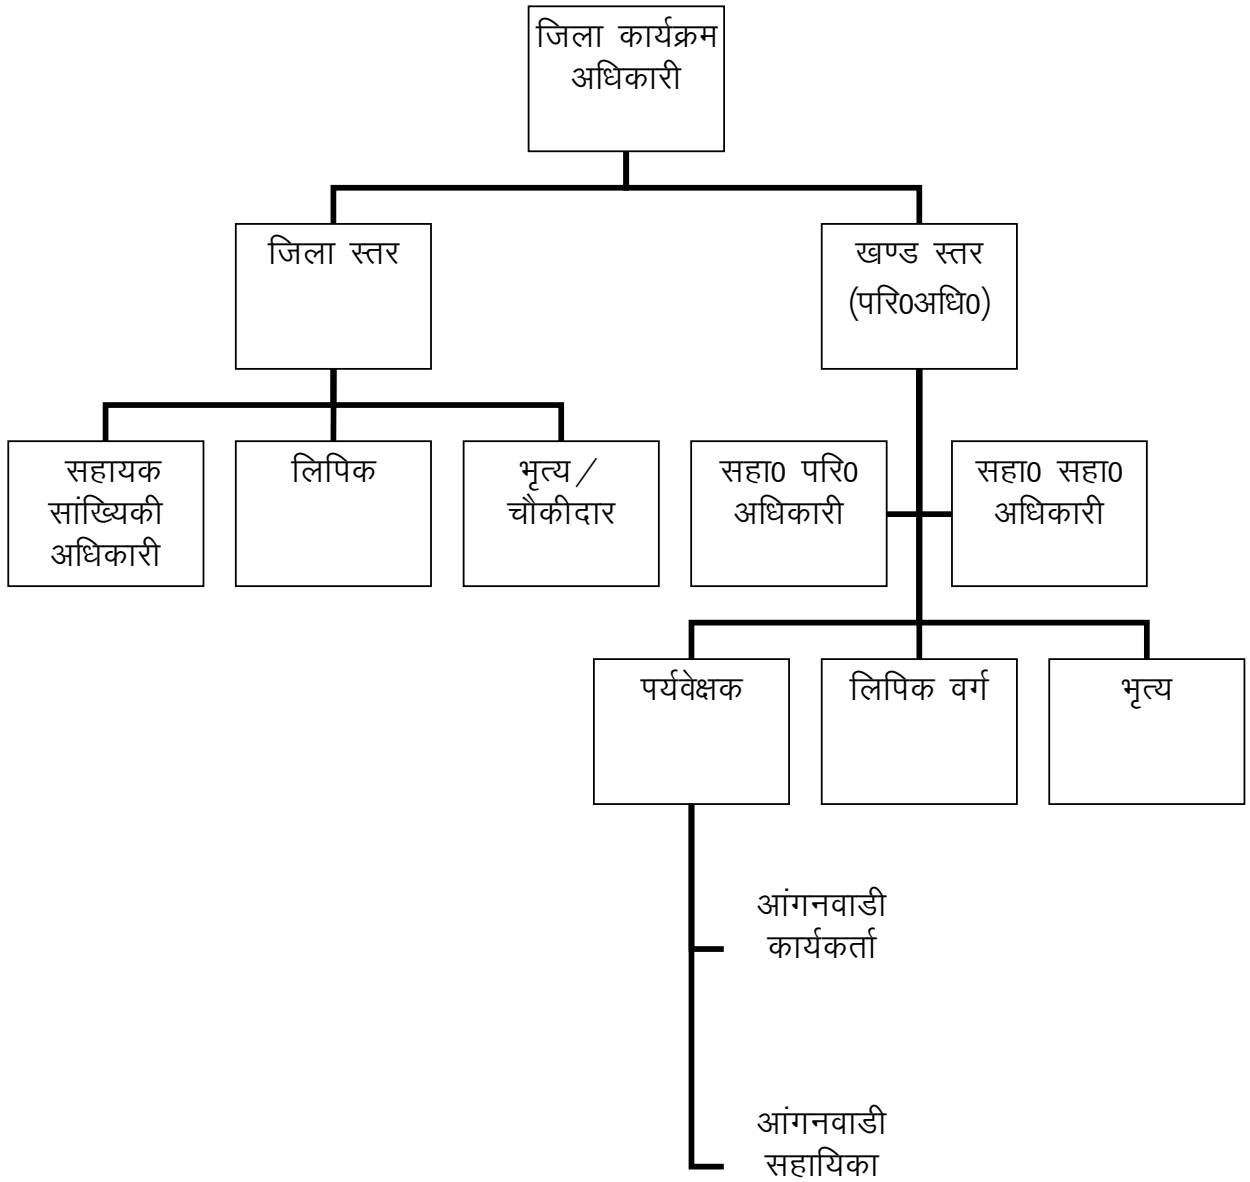 जिला कार्यक्रम
अधिकारी
जिला स्तर
खण्ड स्तर
(परि0अधि0)
सहायक
सांख्यिकी
अधिकारी
लिपिक
भृत्य /
चौकीदार
सहा0 परि0
अधिकारी
सहा0 सहा0
अधिकारी
पर्यवेक्षक
लिपिक वर्ग
भृत्य
आंगनवाडी
कार्यकर्ता
आंगनवाडी
सहायिका